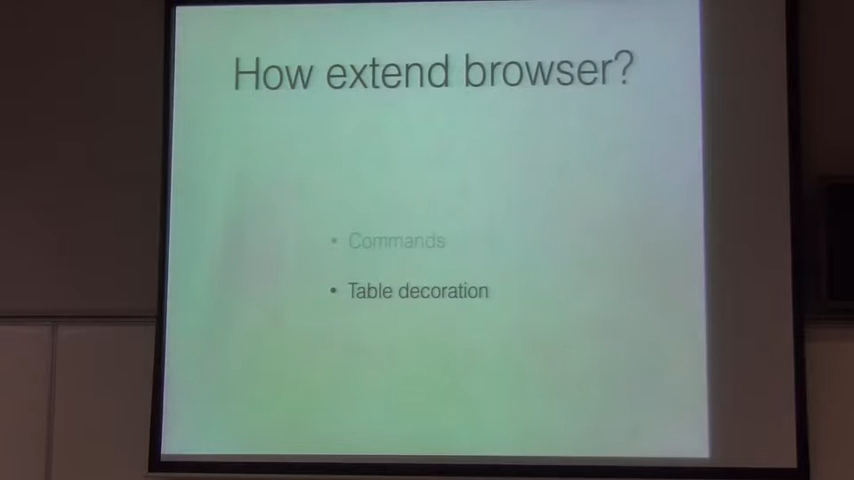 How extend browser?
• Commands
• Table decoration